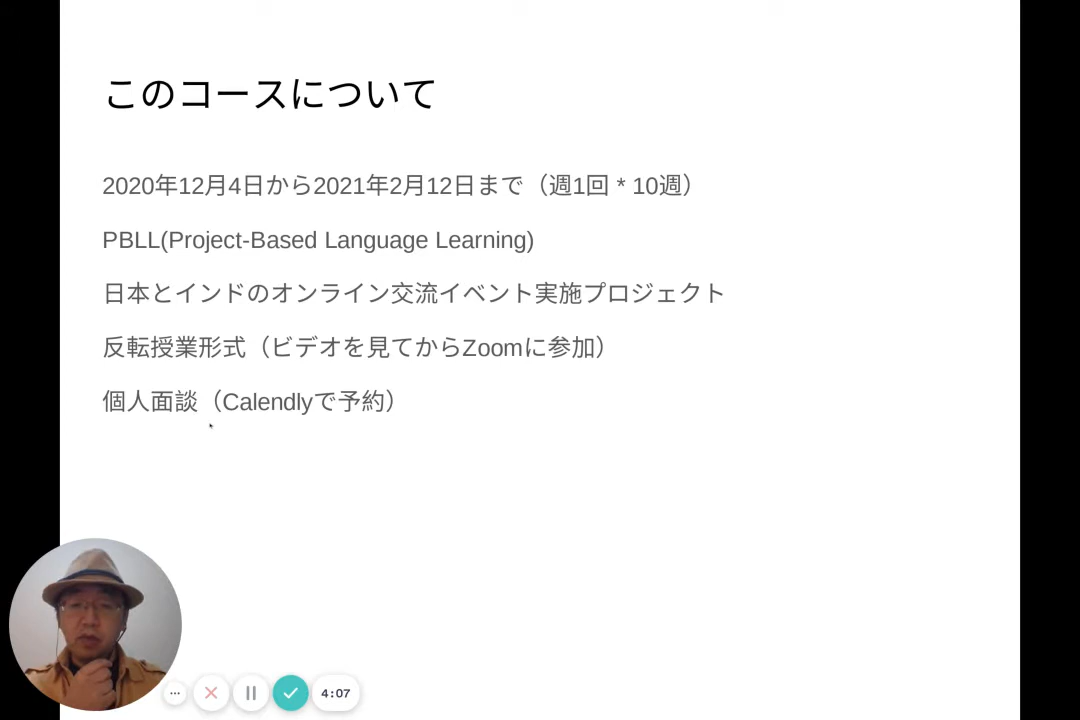 このコースについて
2020年12月4日から2021年2月12日まで（週1回 * 10週）
PBLL(Project-Based Language Learning)
日本とインドのオンライン交流イベント実施プロジェクト
反転授業形式（ビデオを見てからZoomに参加）
個人面談（Calendlyで予約）
4:07